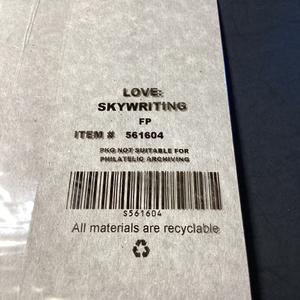 LOVE:
SKYWRITING
FP
ITEM # 561604
PKG NOT SUITABLE FOR
PHILATELIC ARCHIVING
S561604
All materials are recyclable